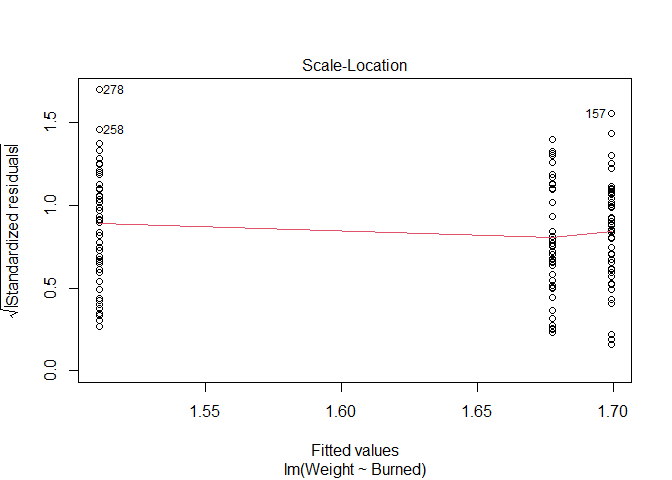 Scale-Location
√|Standardized residuals|
1.5
1.0
0.5
0.0
278
258
157
1.55 1.60 1.65 1.70
Fitted values
lm(Weight ~ Burned)